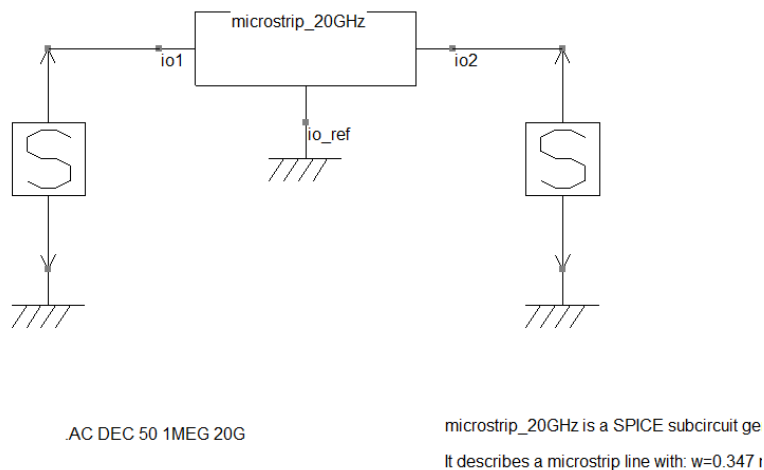 microstrip_20GHz
io1
io2
io_ref
S
S
.AC DEC 50 1MEG 20G
microstrip_20GHz is a SPICE subcircuit ge
It describes a microstrip line with: w=0.347 r